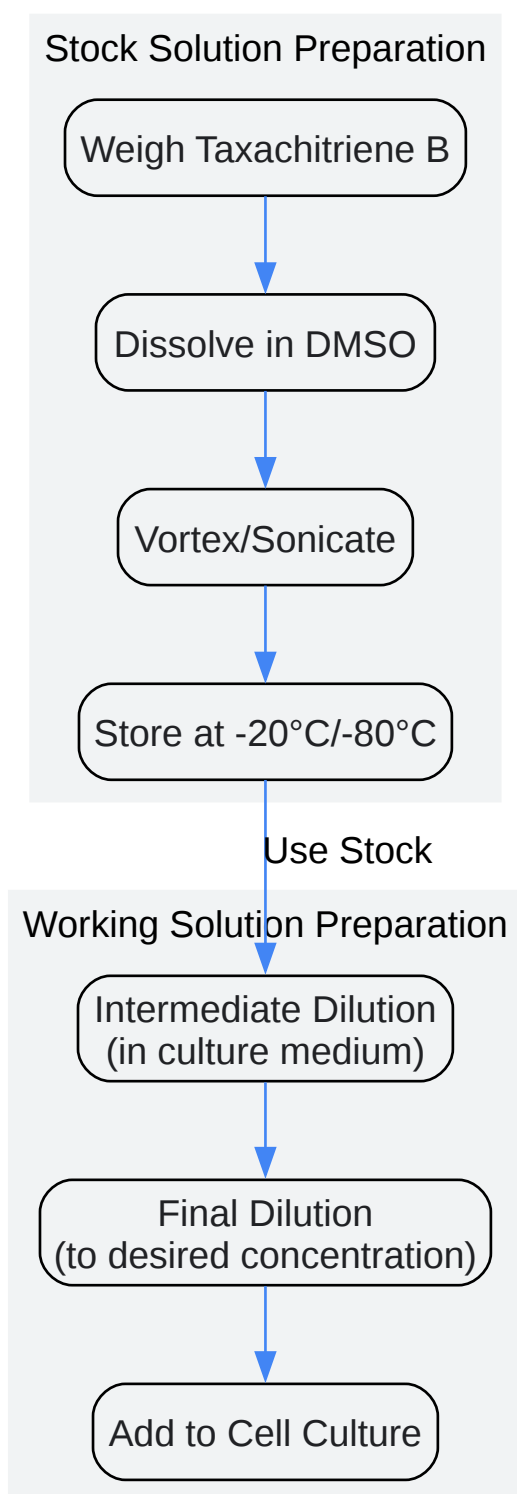 Stock Solution Preparation
Weigh Taxachitriene B
Dissolve in DMSO
Vortex/Sonicate
Store at -20°C/-80°C
Use Stock
Working Solution Preparation
Intermediate Dilution
(in culture medium)
Final Dilution
(to desired concentration)
Add to Cell Culture